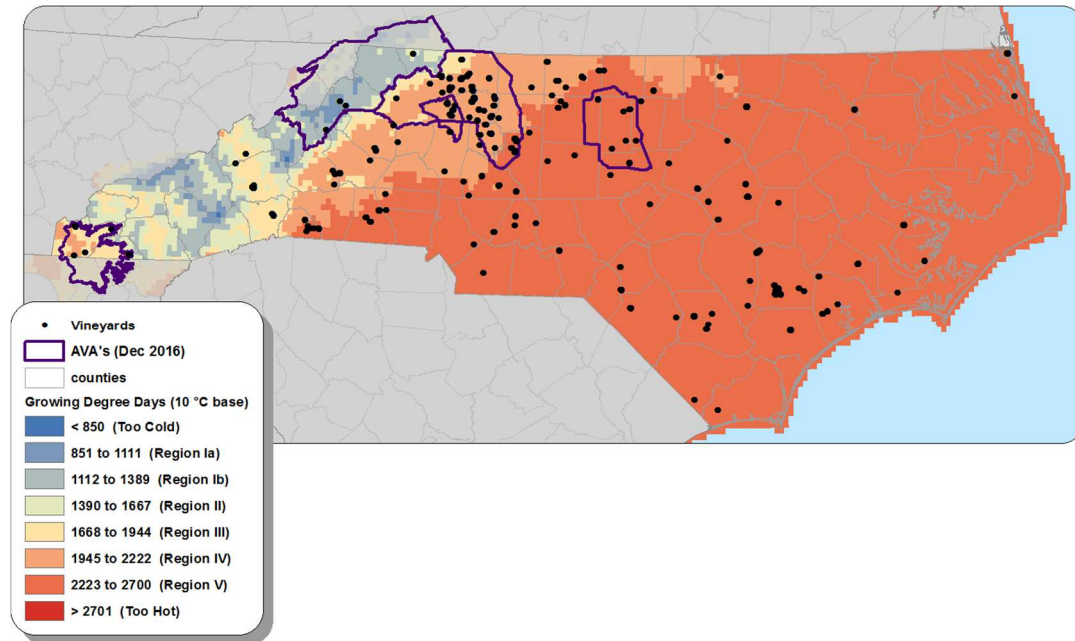 Vineyards
AVA's (Dec 2016)
counties
Growing Degree Days (10 °C base)
< 850 (Too Cold)
851 to 1111 (Region Ia)
1112 to 1389 (Region Ib)
1390 to 1667 (Region II)
1668 to 1944 (Region III)
1945 to 2222 (Region IV)
2223 to 2700 (Region V)
> 2701 (Too Hot)